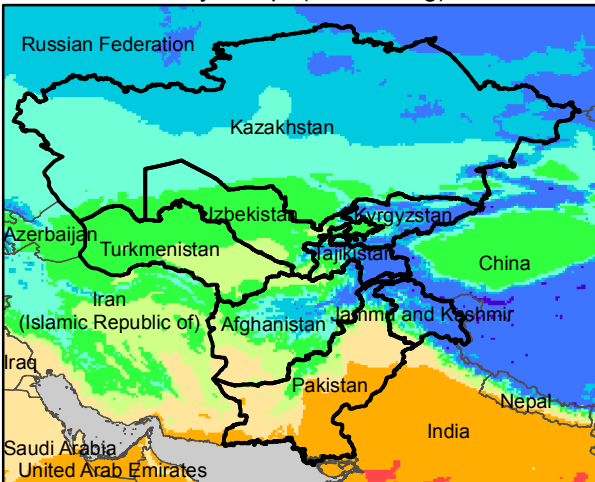 Russian Federation
Kazakhstan
Uzbekistan
Kyrgyzstan
Azerbaijan
Turkmenistan
Tajikistan
China
Iran
(Islamic Republic of)
Afghanistan
Jammu and Kashmir
Iraq
Pakistan
Nepal
India
Saudi Arabia
United Arab Emirates